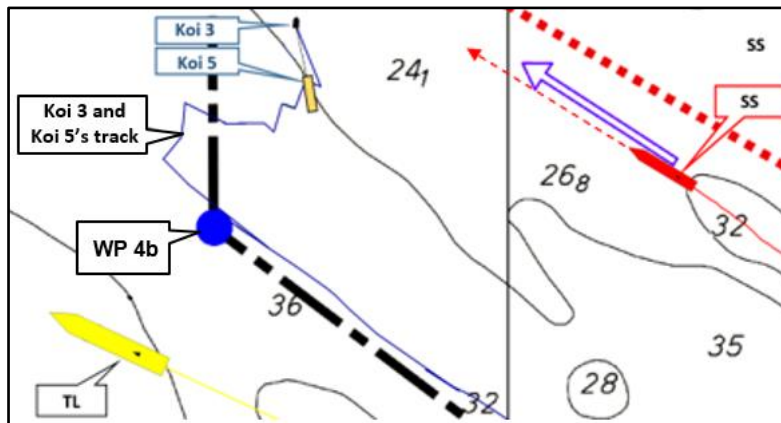 Koi 3
Koi 5
Koi 3 and
Koi 5's track
WP 4b
TL
36
32
24₁
SS
SS
26₈
32
35
28